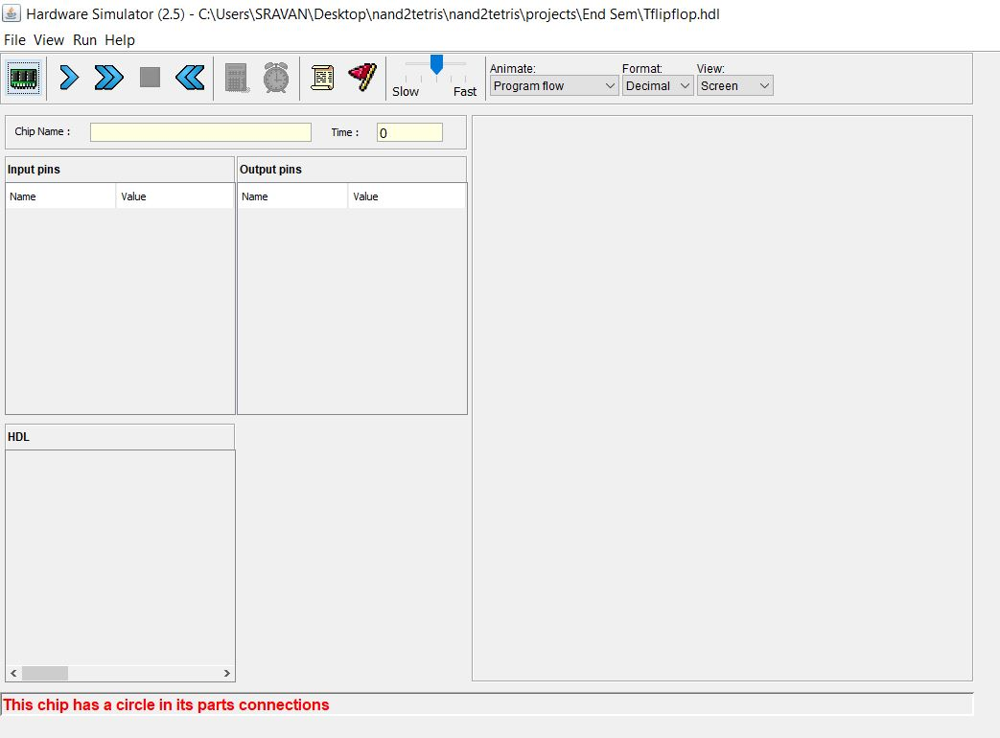 Hardware Simulator (2.5) - C:\Users\SRAVAN\Desktop\nand2tetris\nand2tetris\projects\End Sem\Tflipflop.hdl
File View Run Help
Slow Fast
Animate: Format: View:
Program flow Decimal Screen
Chip Name : Time : 0
Input pins Output pins
Name Value Name Value
HDL
This chip has a circle in its parts connections